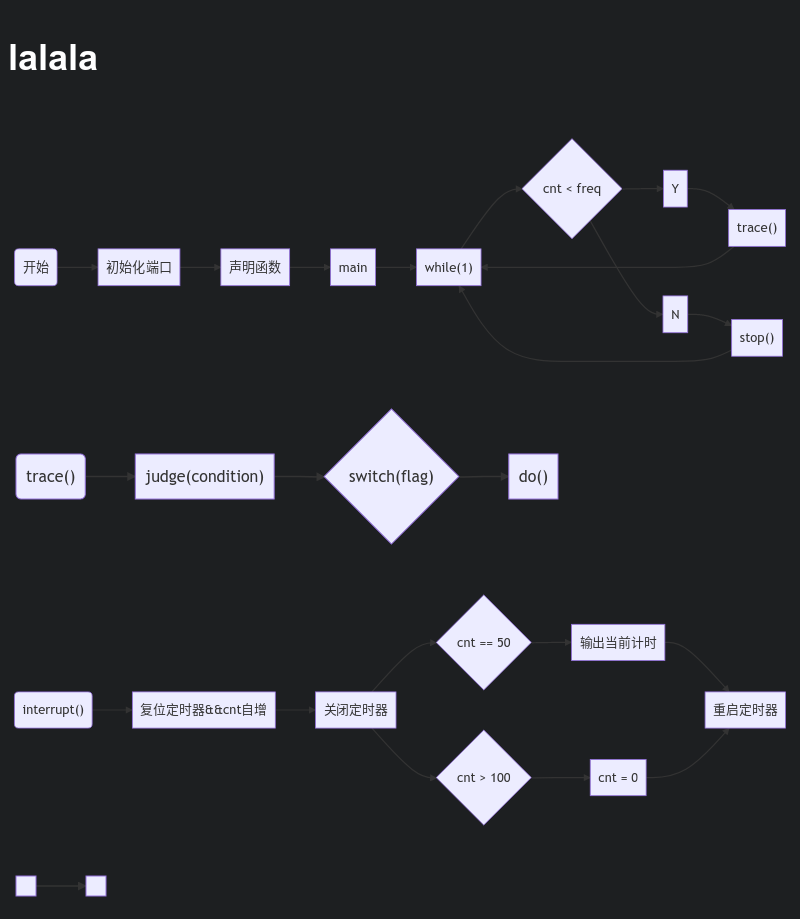 lalala
开始
初始化端口
声明函数
main
while(1)
cnt < freq
Y
trace()
N
stop()
trace()
judge(condition)
switch(flag)
do()
interrupt()
复位定时器&&cnt自增
关闭定时器
cnt == 50
输出当前计时
cnt > 100
cnt = 0
重启定时器